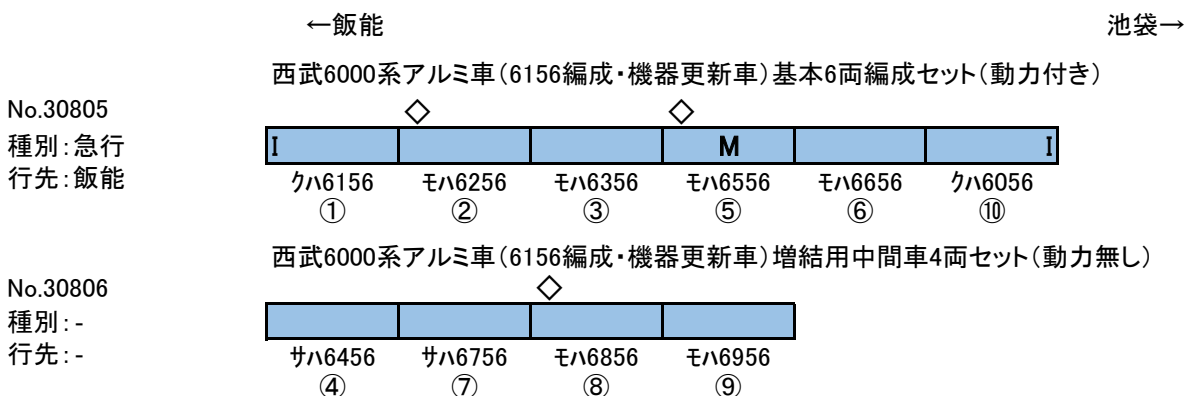 ←飯能 池袋→
西武6000系アルミ車(6156編成・機器更新車)基本6両編成セット(動力付き)
No.30805
種別:急行
行先:飯能
I M I
クハ6156 モハ6256 モハ6356 モハ6556 モハ6656 クハ6056
① ② ③ ⑤ ⑥ ⑩
西武6000系アルミ車(6156編成・機器更新車)増結用中間車4両セット(動力無し)
No.30806
種別:-
行先:-
サハ6456 サハ6756 モハ6856 モハ6956
④ ⑦ ⑧ ⑨